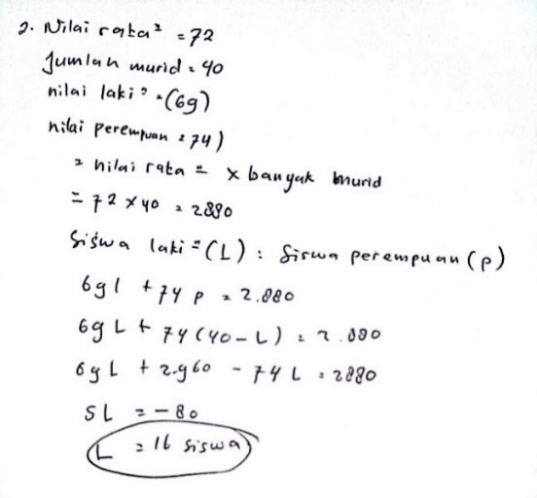 2. Nilai rata² = 72
Jumlah murid = 40
nilai laki² = (69)
nilai perempuan = 74)
= nilai rata = x banyak murid
= 72 x 40 = 2880
Siswa laki = (L) : Siswa perempuan (p)
69l + 74 p = 2.880
69 L + 74 (40 - L) = 2.880
69 L + 2.960 - 74 L = 2880
5L = - 80
L = 16 siswa